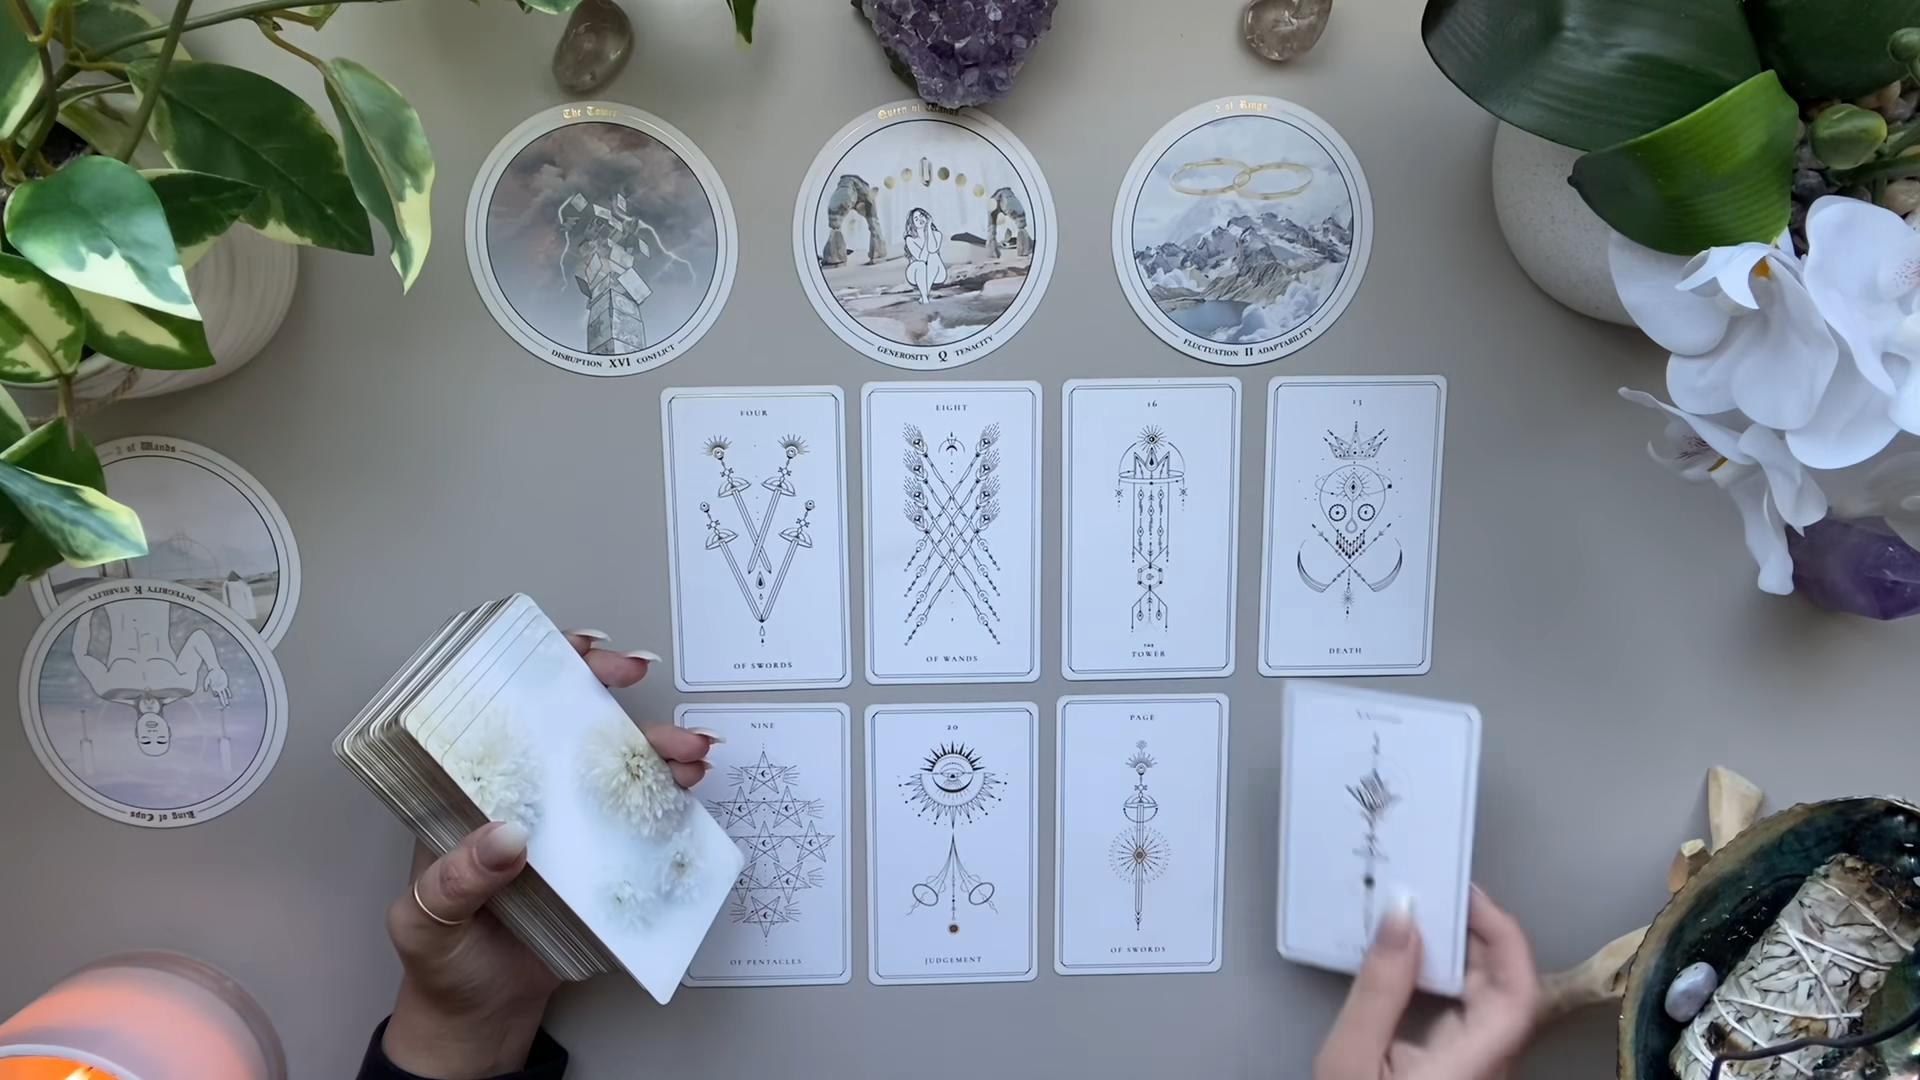 The Tower
DISRUPTION XVI CONFLICT
Queen of Wands
GENEROSITY Q TENACITY
2 of Rings
FLUCTUATION II ADAPTABILITY
2 of Wands
INTEGRITY K STABILITY
King of Cups
FOUR
OF SWORDS
EIGHT
OF WANDS
16
THE
TOWER
13
DEATH
NINE
OF PENTACLES
20
JUDGEMENT
PAGE
OF SWORDS